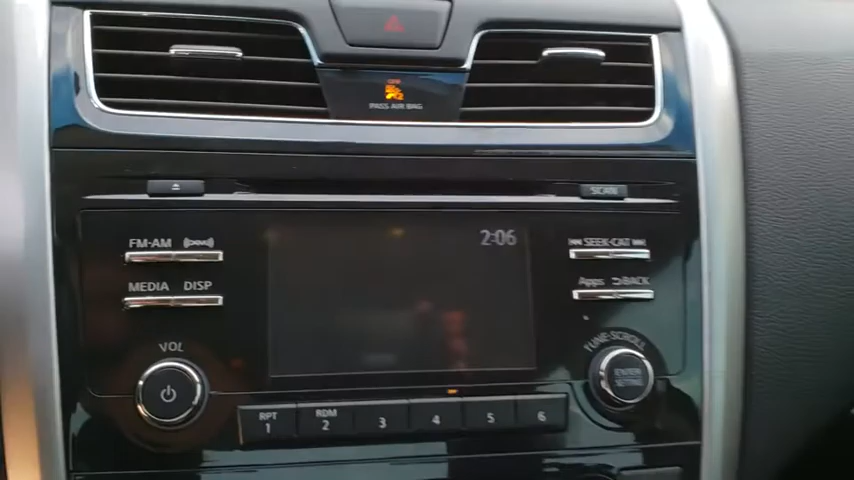 OFF
PASS AIR BAG
SCAN
FM-AM
2:06
SEEK·CAT
MEDIA DISP
Apps BACK
VOL
TUNE·SCROLL
ENTER
RPT RDM
1 2 3 4 5 6